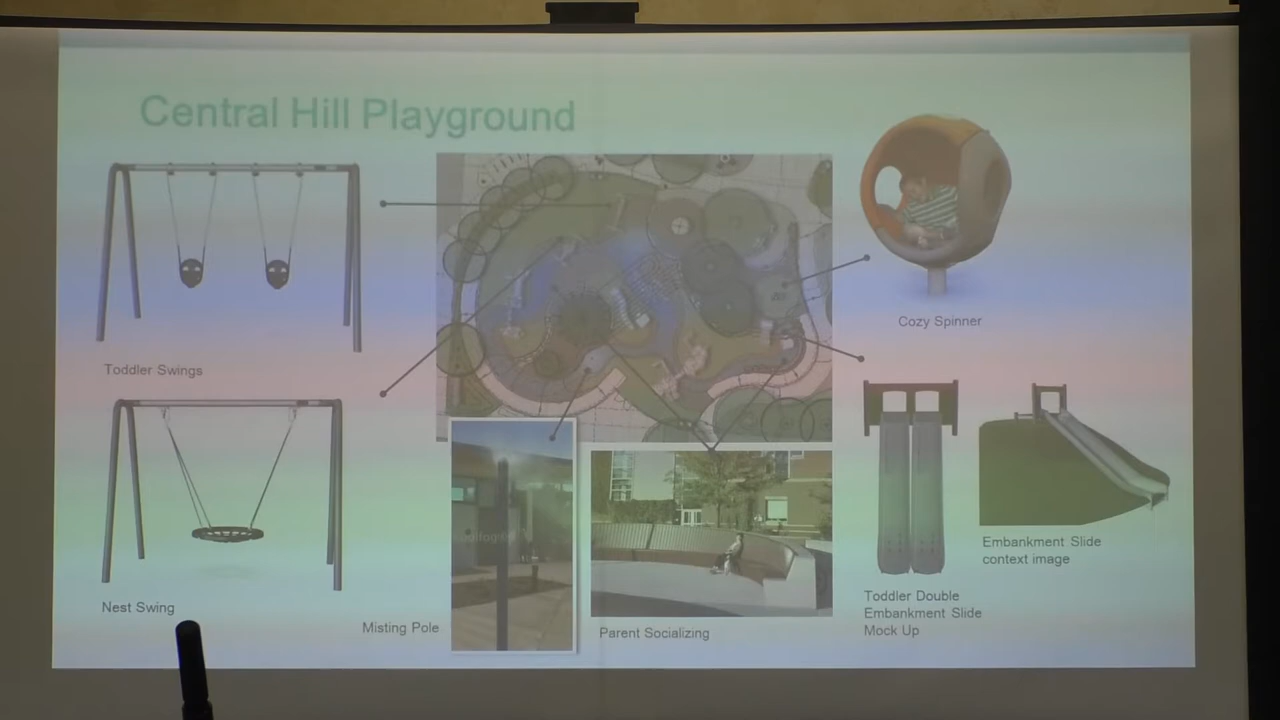 Central Hill Playground
Toddler Swings
Cozy Spinner
Nest Swing
Misting Pole
Parent Socializing
Embankment Slide
context image
Toddler Double
Embankment Slide
Mock Up